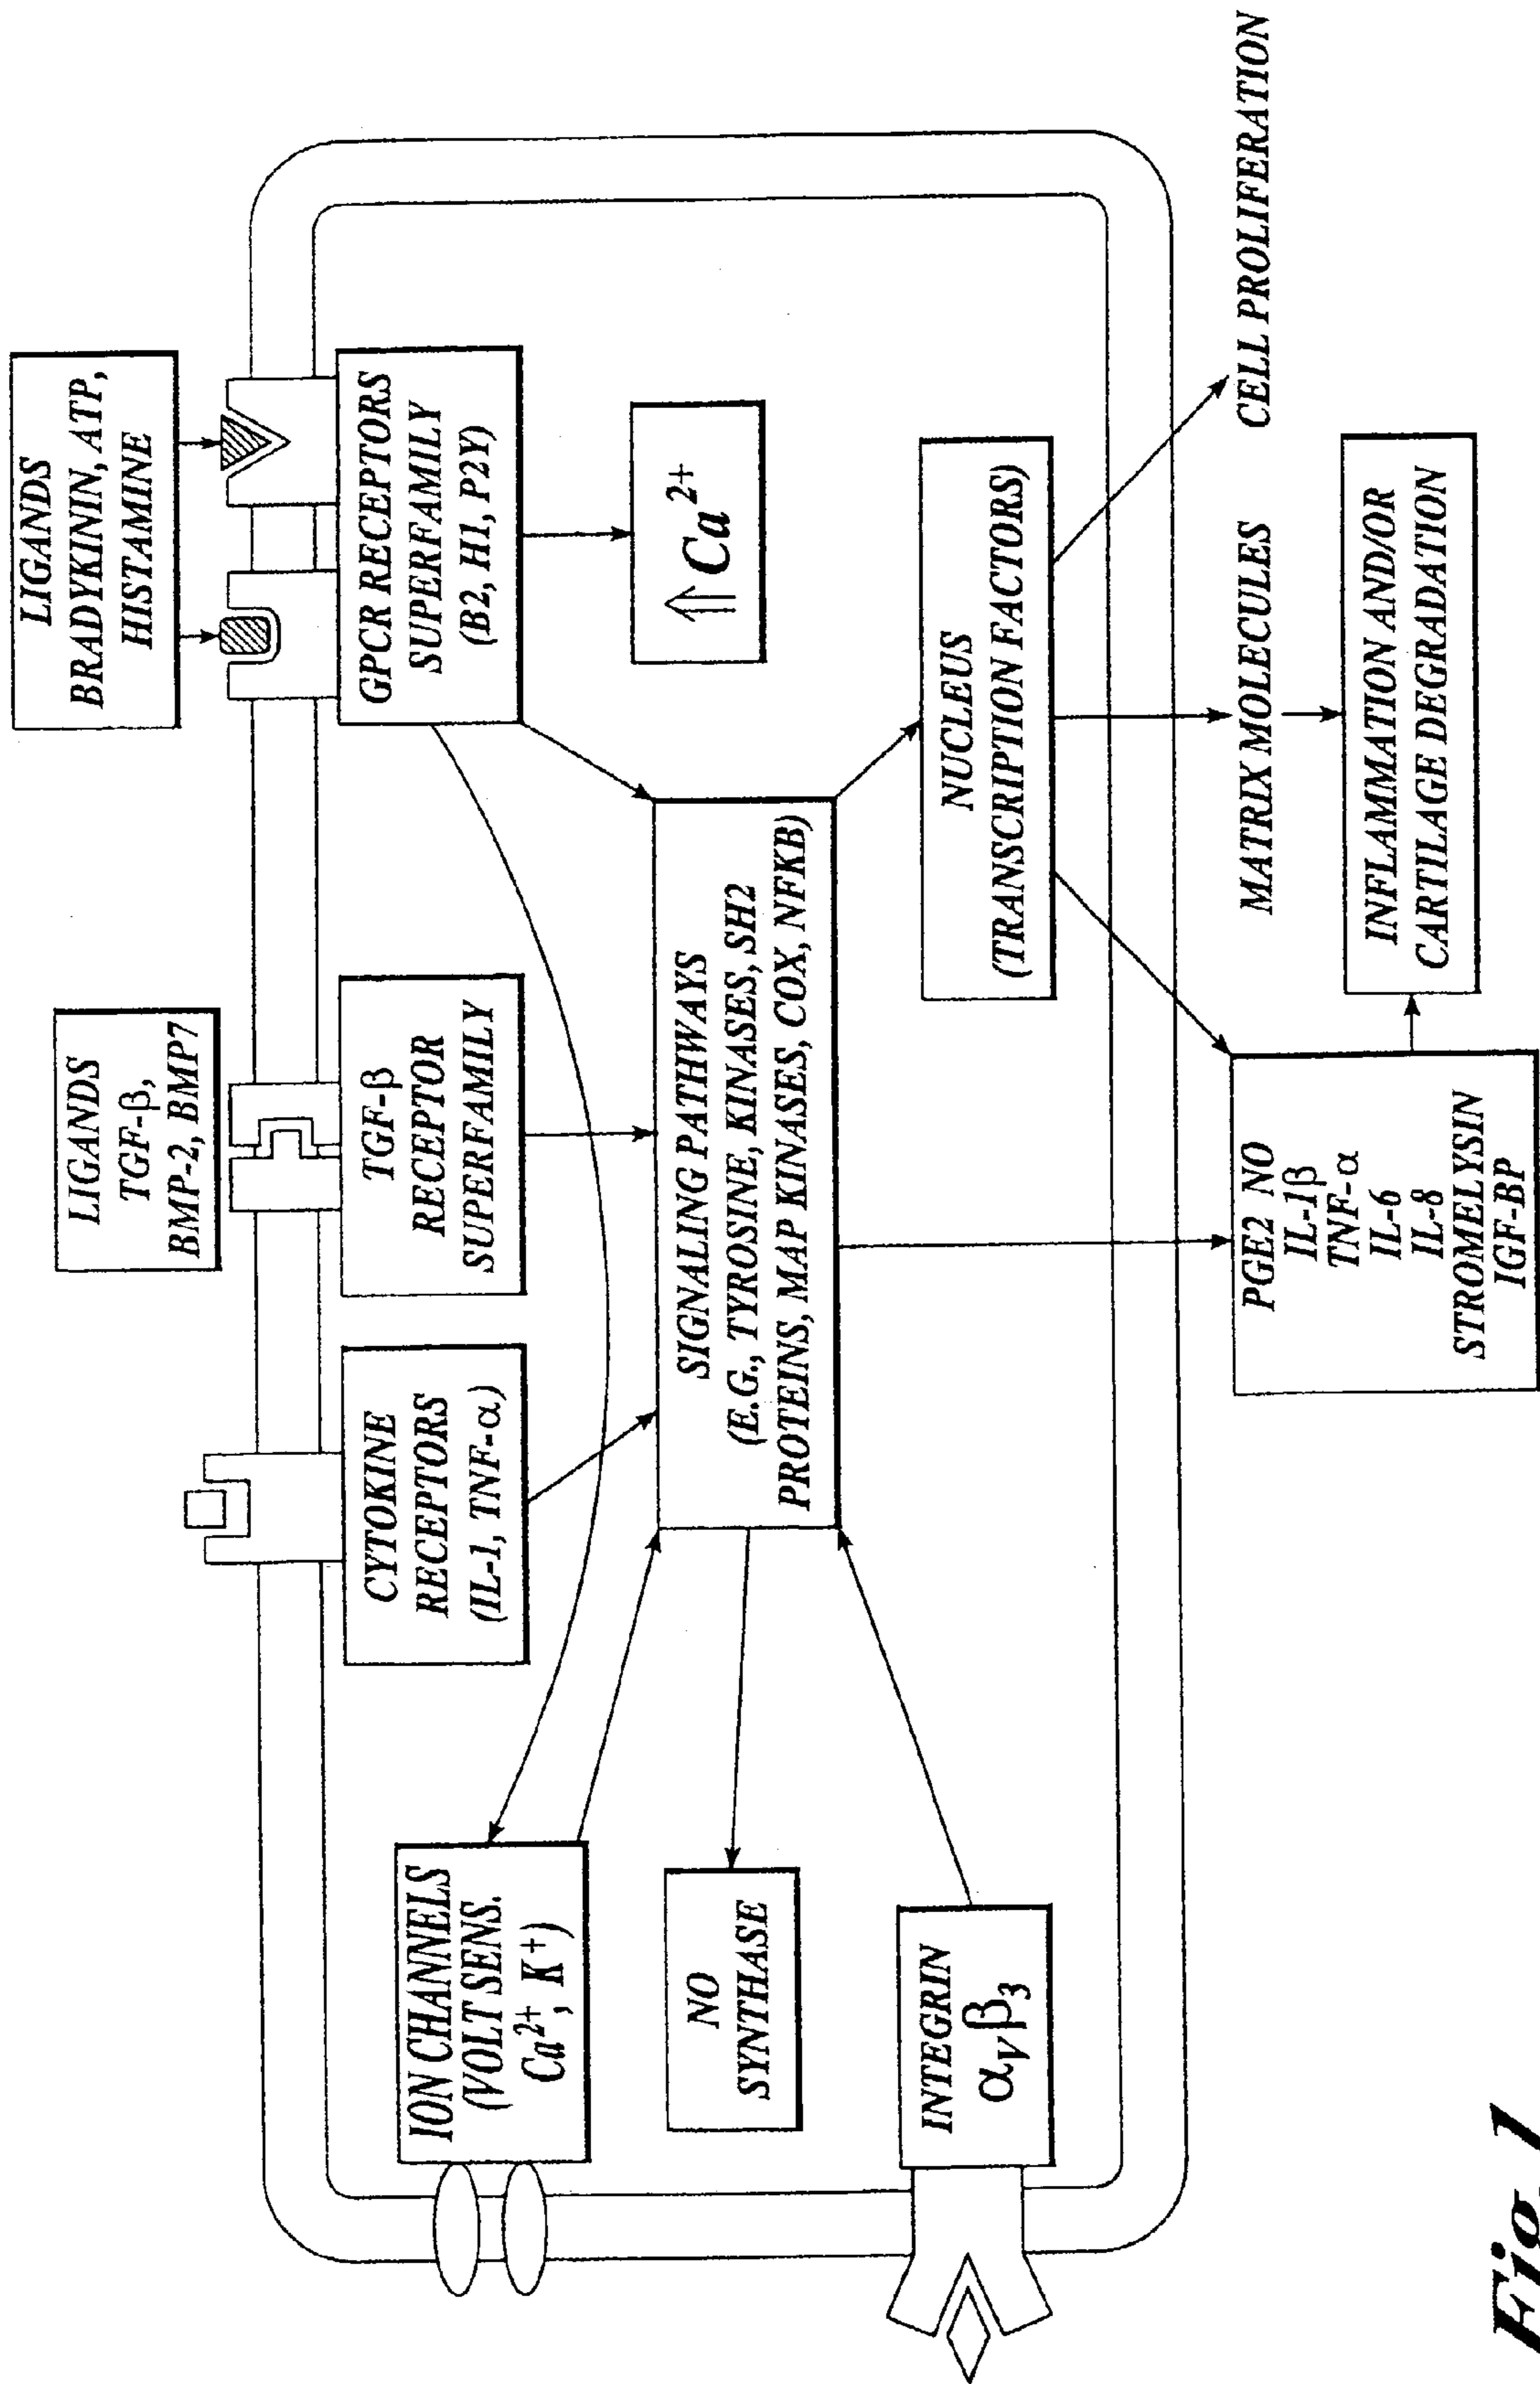 LIGANDS
BRADYKININ, ATP,
HISTAMINE
LIGANDS
TGF-β,
BMP-2, BMP7
GPCR RECEPTORS
SUPERFAMILY
(B2, H1, P2Y)
TGF-β
RECEPTOR
SUPERFAMILY
CYTOKINE
RECEPTORS
(IL-1, TNF-α)
ION CHANNELS
(VOLT SENS.
Ca²⁺, K⁺)
⇑ Ca²⁺
SIGNALING PATHWAYS
(E.G., TYROSINE, KINASES, SH2
PROTEINS, MAP KINASES, COX, NFKB)
NO
SYNTHASE
INTEGRIN
αᵥβ₃
NUCLEUS
(TRANSCRIPTION FACTORS)
CELL PROLIFERATION
MATRIX MOLECULES
INFLAMMATION AND/OR
CARTILAGE DEGRADATION
PGE2 NO
IL-1β
TNF-α
IL-6
IL-8
STROMELYSIN
IGF-BP
Fig. 1